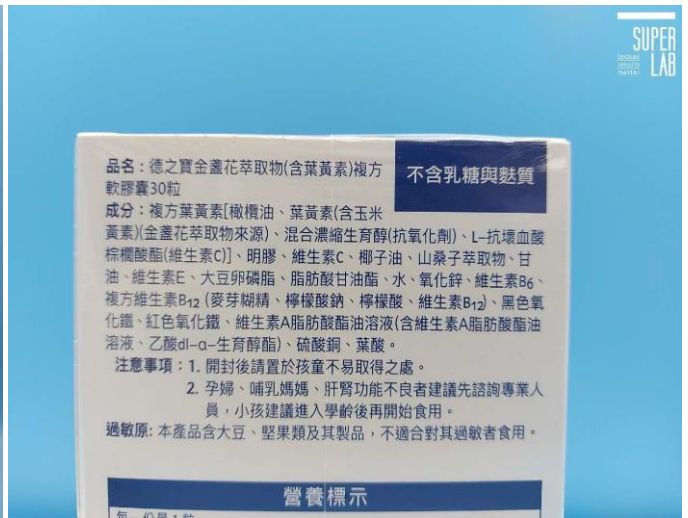 SUPER
LAB
because
results
matter
品名：德之寶金盞花萃取物(含葉黃素)複方
軟膠囊30粒
不含乳糖與麩質
成分：複方葉黃素[橄欖油、葉黃素(含玉米
黃素)(金盞花萃取物來源)、混合濃縮生育醇(抗氧化劑)、L–抗壞血酸
棕櫚酸酯(維生素C)]、明膠、維生素C、椰子油、山桑子萃取物、甘
油、維生素E、大豆卵磷脂、脂肪酸甘油酯、水、氧化鋅、維生素B₆、
複方維生素B₁₂ (麥芽糊精、檸檬酸鈉、檸檬酸、維生素B₁₂)、黑色氧
化鐵、紅色氧化鐵、維生素A脂肪酸酯油溶液(含維生素A脂肪酸酯油
溶液、乙酸dl–α–生育醇酯)、硫酸銅、葉酸。
注意事項：1. 開封後請置於孩童不易取得之處。
2. 孕婦、哺乳媽媽、肝腎功能不良者建議先諮詢專業人
員，小孩建議進入學齡後再開始食用。
過敏原: 本產品含大豆、堅果類及其製品，不適合對其過敏者食用。
營養標示
每一份量1粒